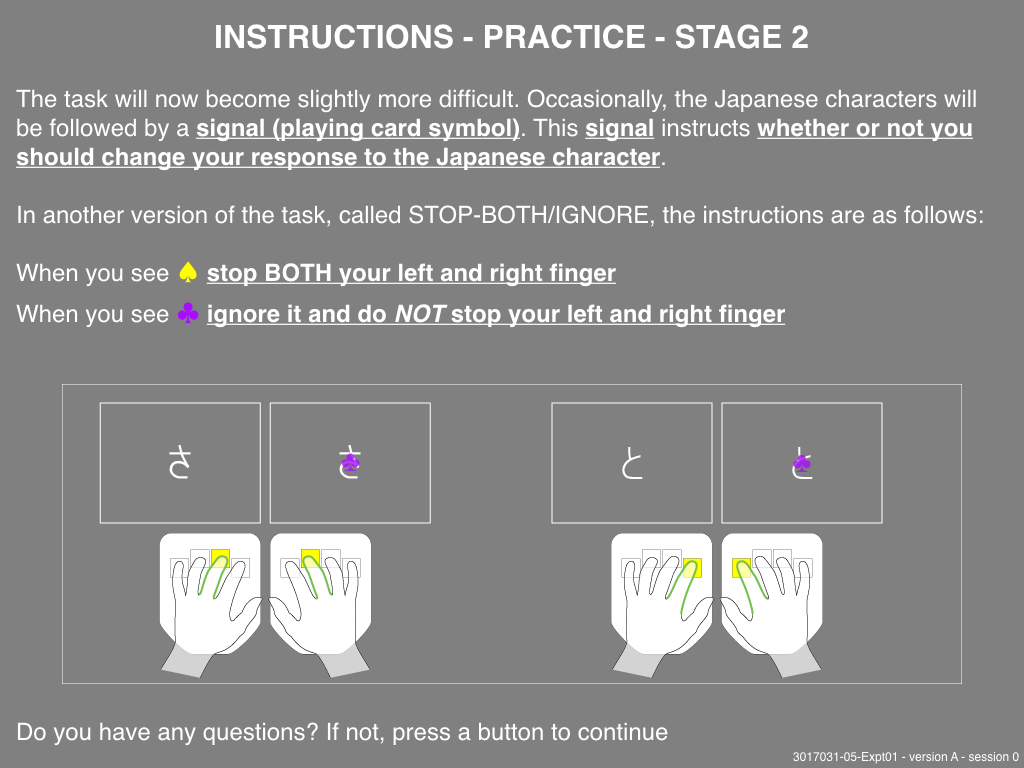 INSTRUCTIONS - PRACTICE - STAGE 2
The task will now become slightly more difficult. Occasionally, the Japanese characters will
be followed by a signal (playing card symbol). This signal instructs whether or not you
should change your response to the Japanese character.
In another version of the task, called STOP-BOTH/IGNORE, the instructions are as follows:
When you see ♠ stop BOTH your left and right finger
When you see ♣ ignore it and do NOT stop your left and right finger
さ さ♣ と と♣
Do you have any questions? If not, press a button to continue
3017031-05-Expt01 - version A - session 0